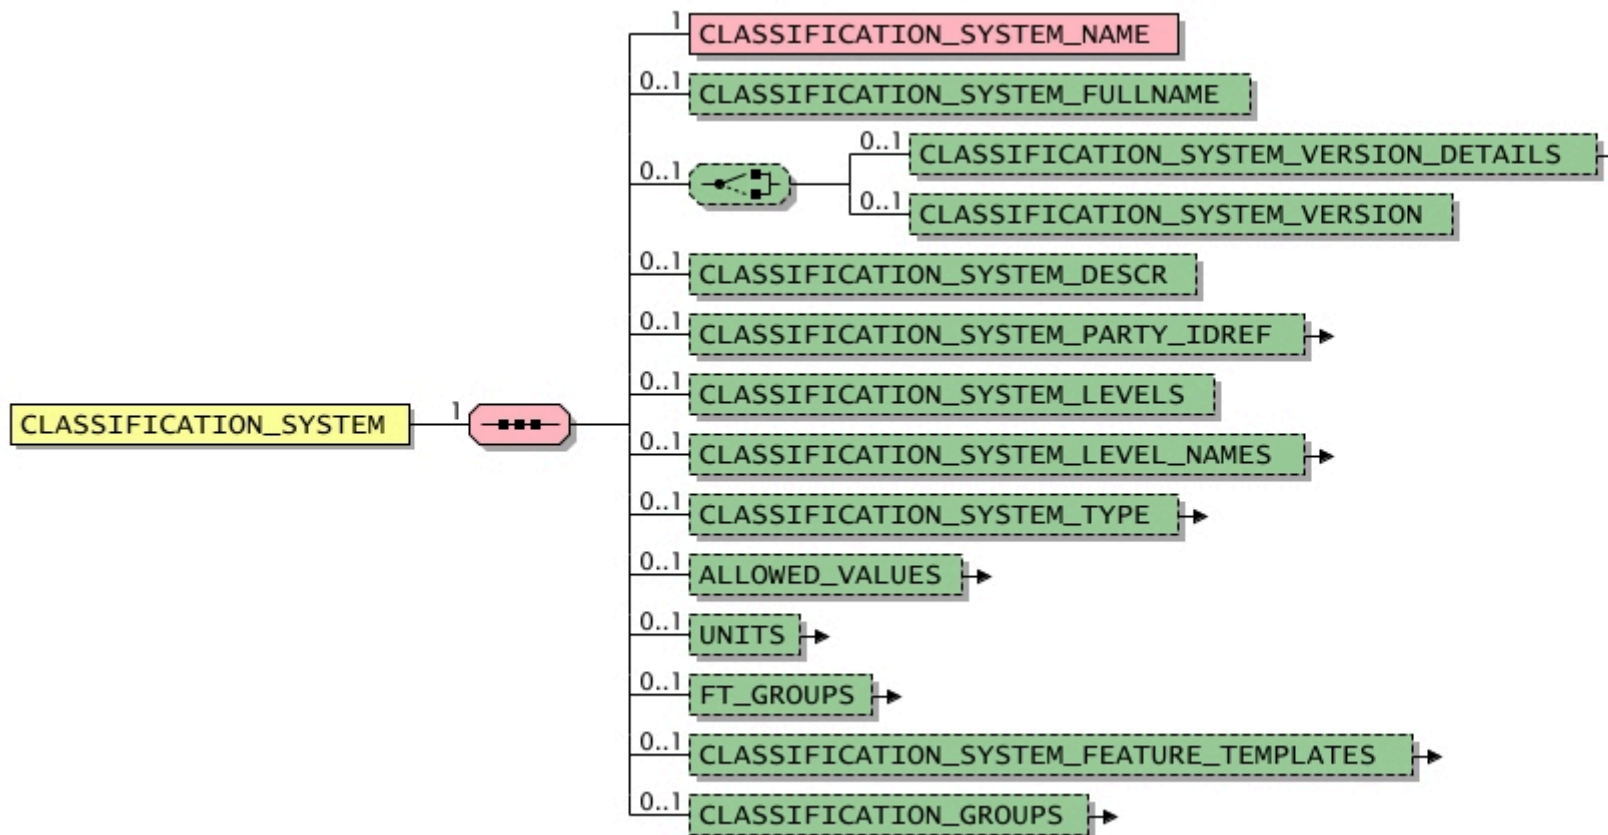 1 CLASSIFICATION_SYSTEM_NAME
0..1 CLASSIFICATION_SYSTEM_FULLNAME
0..1 CLASSIFICATION_SYSTEM_VERSION_DETAILS
0..1
0..1 CLASSIFICATION_SYSTEM_VERSION
0..1 CLASSIFICATION_SYSTEM_DESCR
0..1 CLASSIFICATION_SYSTEM_PARTY_IDREF
0..1 CLASSIFICATION_SYSTEM_LEVELS
CLASSIFICATION_SYSTEM 1
0..1 CLASSIFICATION_SYSTEM_LEVEL_NAMES
0..1 CLASSIFICATION_SYSTEM_TYPE
0..1 ALLOWED_VALUES
0..1 UNITS
0..1 FT_GROUPS
0..1 CLASSIFICATION_SYSTEM_FEATURE_TEMPLATES
0..1 CLASSIFICATION_GROUPS